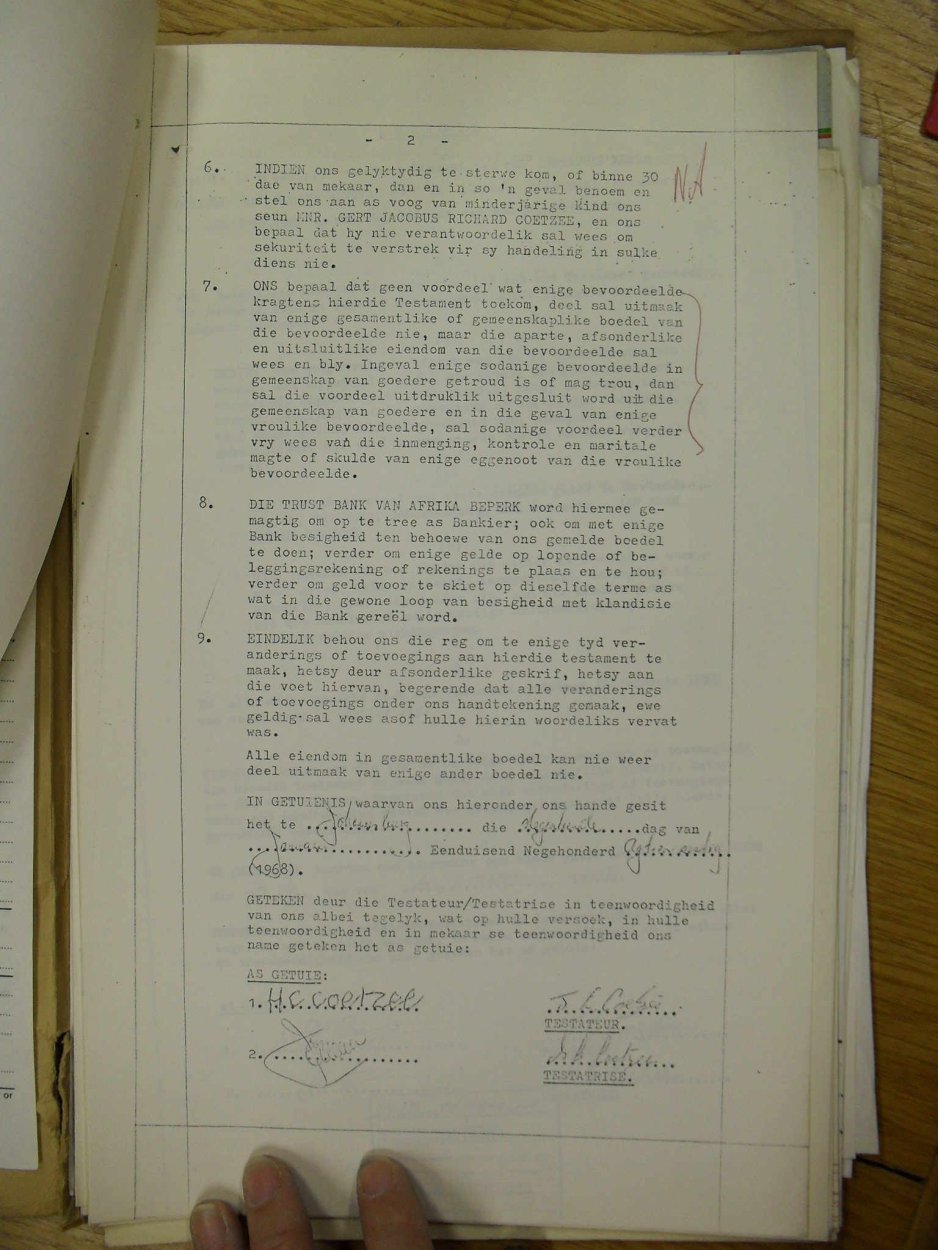 - 2 -
6. INDIEN ons gelyktydig te sterwe kom, of binne 30
dae van mekaar, dan en in so 'n geval benoem en
stel ons aan as voog van minderjarige kind ons
seun MNR. GERT JACOBUS RICHARD COETZEE, en ons
bepaal dat hy nie verantwoordelik sal wees om
sekuriteit te verstrek vir sy handeling in sulke
diens nie.
7. ONS bepaal dat geen voordeel wat enige bevoordeelde
kragtens hierdie Testament toekom, deel sal uitmaak
van enige gesamentlike of gemeenskaplike boedel van
die bevoordeelde nie, maar die aparte, afsonderlike
en uitsluitlike eiendom van die bevoordeelde sal
wees en bly. Ingeval enige sodanige bevoordeelde in
gemeenskap van goedere getroud is of mag trou, dan
sal die voordeel uitdruklik uitgesluit word uit die
gemeenskap van goedere en in die geval van enige
vroulike bevoordeelde, sal sodanige voordeel verder
vry wees van die inmenging, kontrole en maritale
magte of skulde van enige eggenoot van die vroulike
bevoordeelde.
8. DIE TRUST BANK VAN AFRIKA BEPERK word hiermee ge-
magtig om op te tree as Bankier; ook om met enige
Bank besigheid ten behoewe van ons gemelde boedel
te doen; verder om enige gelde op lopende of be-
leggingsrekening of rekenings te plaas en te hou;
verder om geld voor te skiet op dieselfde terme as
wat in die gewone loop van besigheid met klandisie
van die Bank gereël word.
9. EINDELIK behou ons die reg om te enige tyd ver-
anderings of toevoegings aan hierdie testament te
maak, hetsy deur afsonderlike geskrif, hetsy aan
die voet hiervan, begerende dat alle veranderings
of toevoegings onder ons handtekening gemaak, ewe
geldig sal wees asof hulle hierin woordeliks vervat
was.
Alle eiendom in gesamentlike boedel kan nie weer
deel uitmaak van enige ander boedel nie.
IN GETUIENIS waarvan ons hieronder ons hande gesit
het te ........ die ........ dag van
........ Eenduisend Negehonderd ........
(1968).
GETEKEN deur die Testateur/Testatrise in teenwoordigheid
van ons albei tegelyk, wat op hulle versoek, in hulle
teenwoordigheid en in mekaar se teenwoordigheid ons
name geteken het as getuie:
AS GETUIE:
1. H.C. COETZEE
TESTATEUR.
2.
TESTATRISE.
or